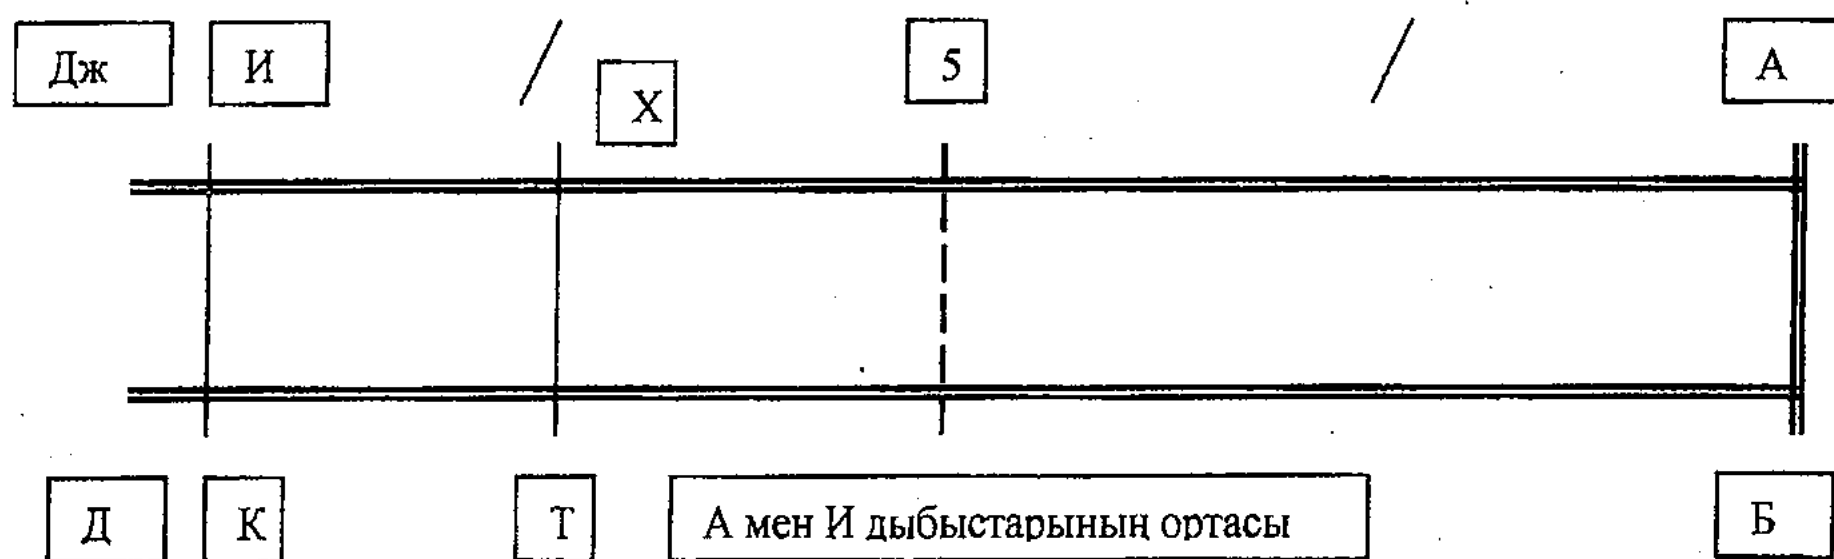 Дж И / Х 5 / А
Д К Т А мен И дыбыстарының ортасы Б